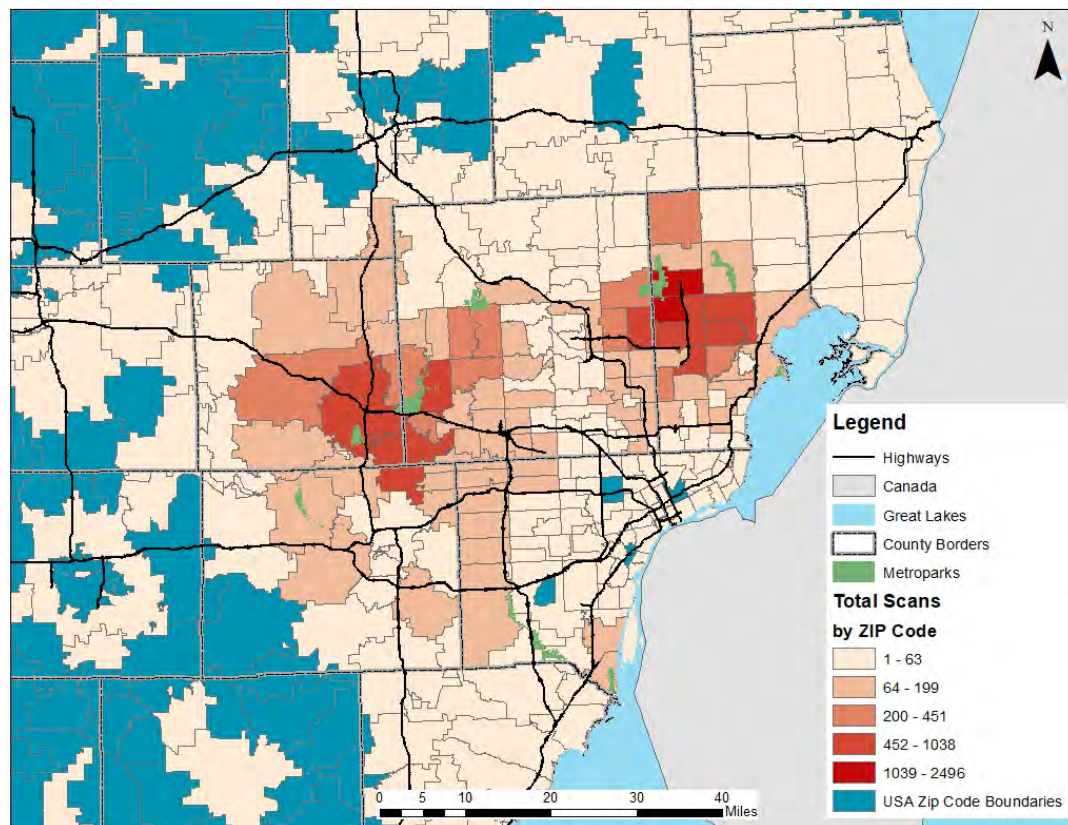 N
Legend
Highways
Canada
Great Lakes
County Borders
Metroparks
Total Scans
by ZIP Code
1 - 63
64 - 199
200 - 451
452 - 1038
1039 - 2496
USA Zip Code Boundaries
0 5 10 20 30 40
Miles